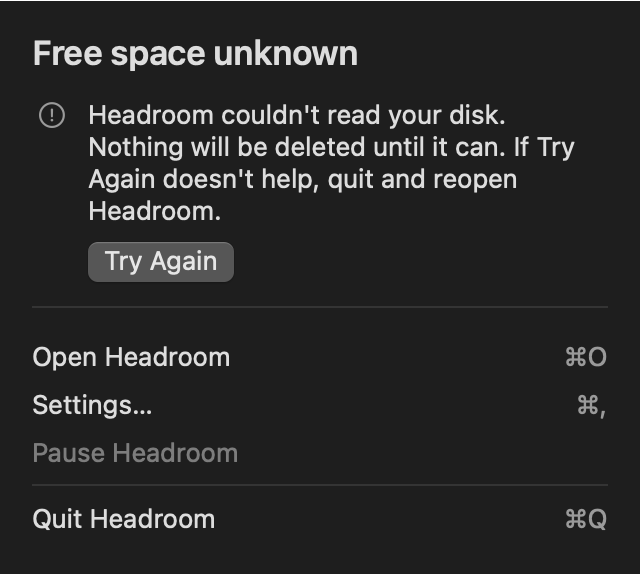 Free space unknown
Headroom couldn't read your disk.
Nothing will be deleted until it can. If Try
Again doesn't help, quit and reopen
Headroom.
Try Again
Open Headroom ⌘O
Settings... ⌘,
Pause Headroom
Quit Headroom ⌘Q